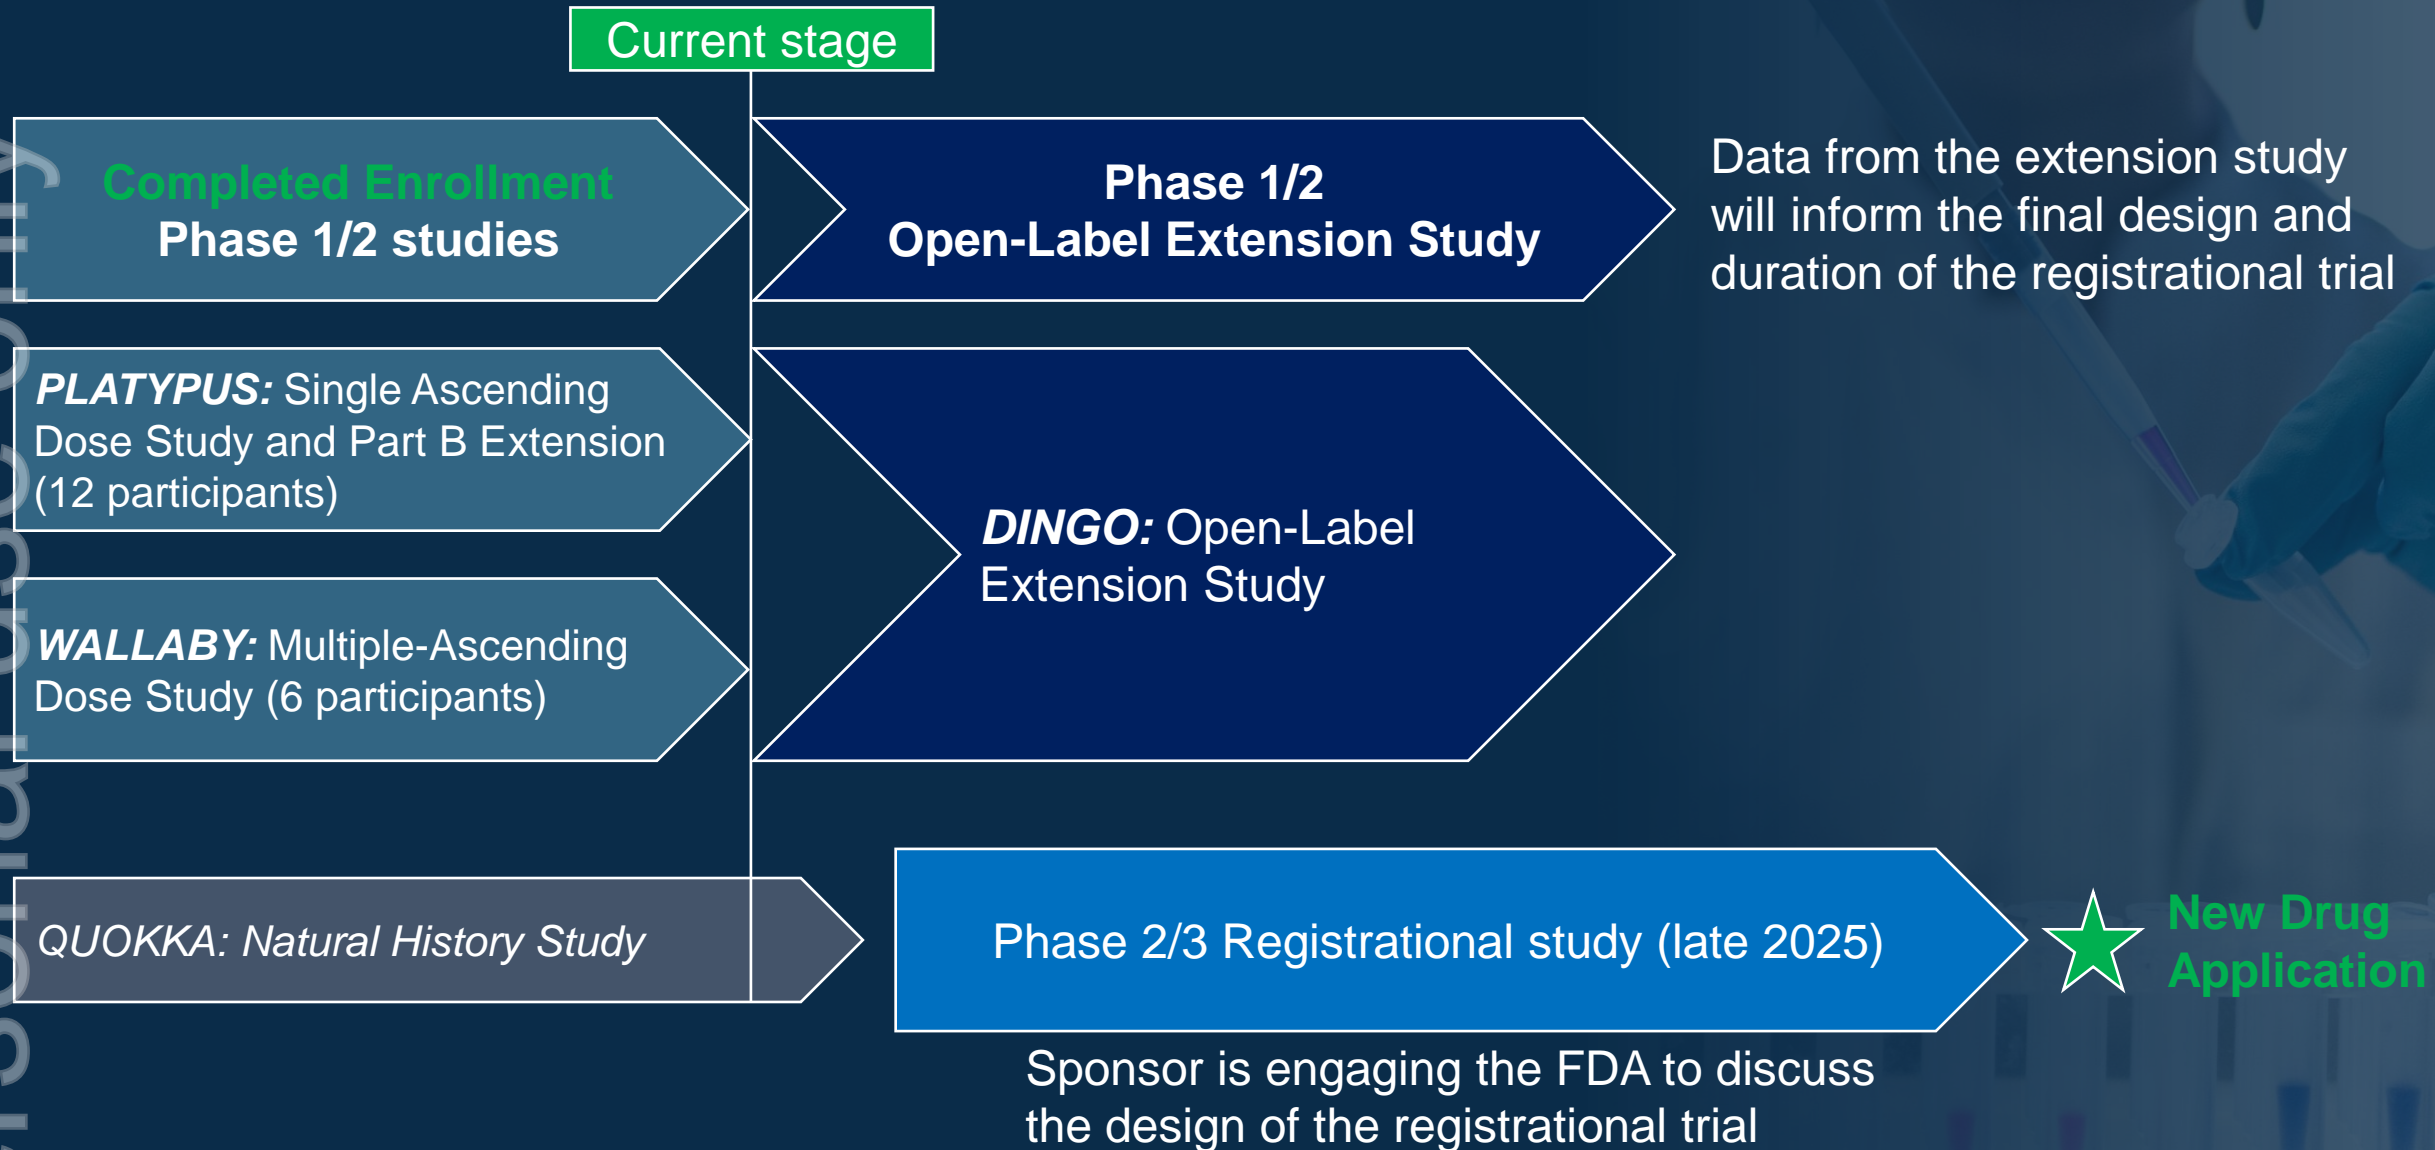 Current stage
Completed Enrollment
Phase 1/2 studies
Phase 1/2
Open-Label Extension Study
Data from the extension study
will inform the final design and
duration of the registrational trial
PLATYPUS: Single Ascending
Dose Study and Part B Extension
(12 participants)
DINGO: Open-Label
Extension Study
WALLABY: Multiple-Ascending
Dose Study (6 participants)
QUOKKA: Natural History Study
Phase 2/3 Registrational study (late 2025)
New Drug
Application
Sponsor is engaging the FDA to discuss
the design of the registrational trial